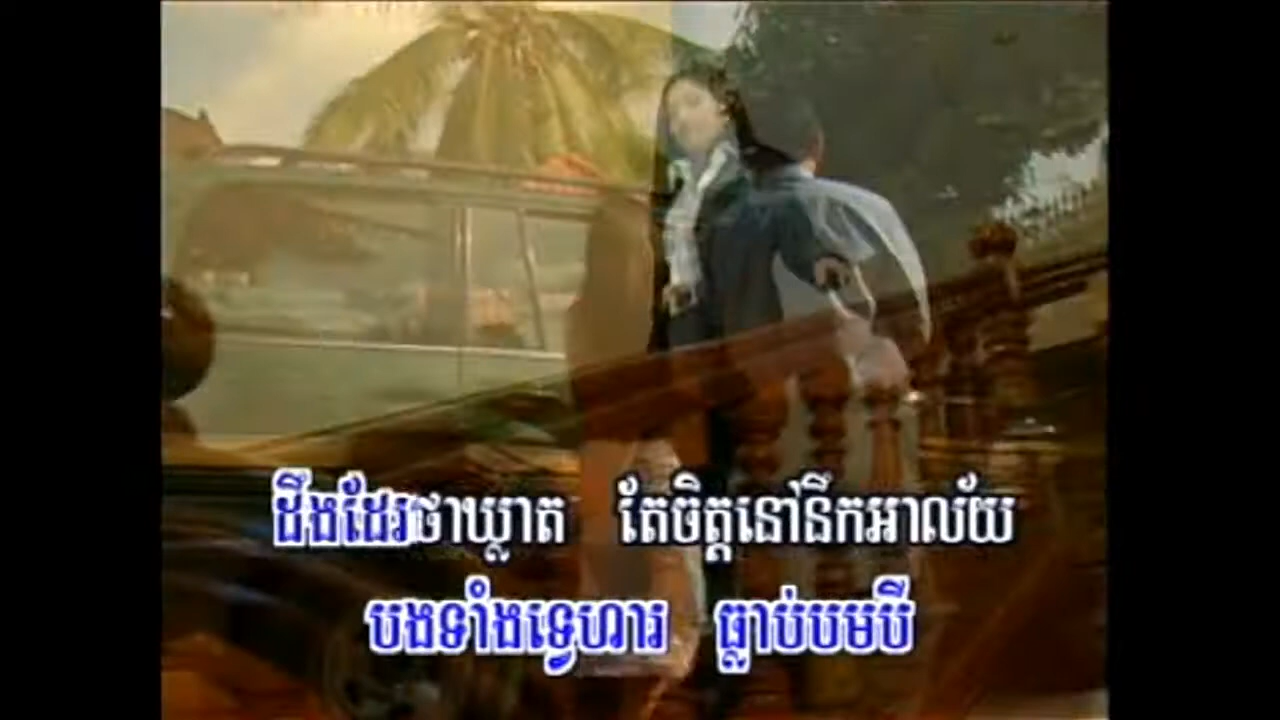 ដឹងដែរថាឃ្លាត តែចិត្តនៅនឹកអាល័យ
បងទាំងទ្វេហារ ធ្លាប់បមបី